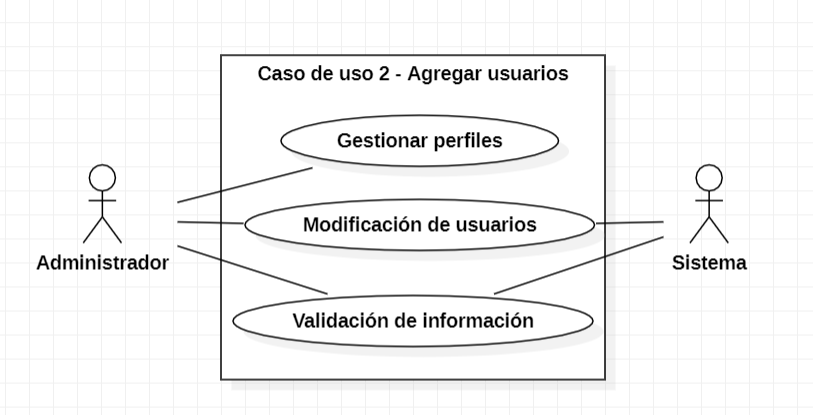 Caso de uso 2 - Agregar usuarios
Gestionar perfiles
Modificación de usuarios
Administrador
Sistema
Validación de información